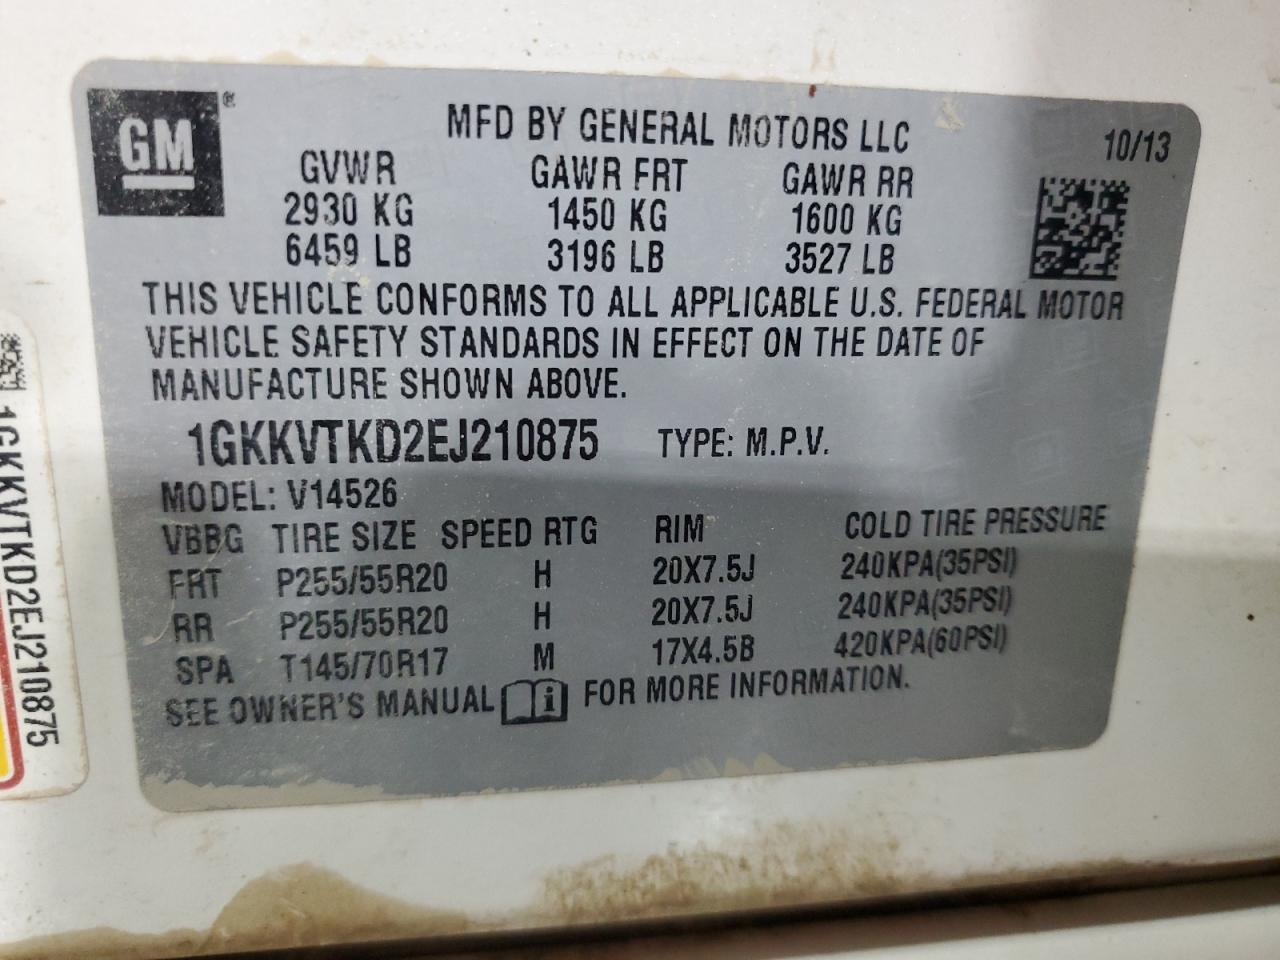 GM®
MFD BY GENERAL MOTORS LLC 10/13
GVWR GAWR FRT GAWR RR
2930 KG 1450 KG 1600 KG
6459 LB 3196 LB 3527 LB
THIS VEHICLE CONFORMS TO ALL APPLICABLE U.S. FEDERAL MOTOR
VEHICLE SAFETY STANDARDS IN EFFECT ON THE DATE OF
MANUFACTURE SHOWN ABOVE.
1GKKVTKD2EJ210875 TYPE: M.P.V.
MODEL: V14526
VBBG TIRE SIZE SPEED RTG RIM COLD TIRE PRESSURE
FRT P255/55R20 H 20X7.5J 240KPA(35PSI)
RR P255/55R20 H 20X7.5J 240KPA(35PSI)
SPA T145/70R17 M 17X4.5B 420KPA(60PSI)
SEE OWNER'S MANUAL i FOR MORE INFORMATION.
1GKKVTKD2EJ210875